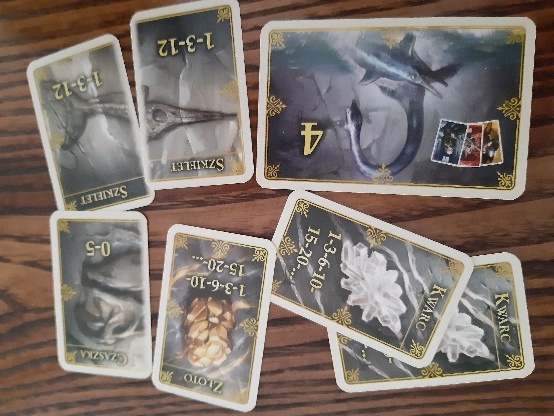 1-3-12
SZKIELET
1-3-12
SZKIELET
4
0-5
CZASZKA
1-3-6-10-
15-20-...
ZŁOTO
1-3-6-10-
15-20-...
KWARC
KWARC